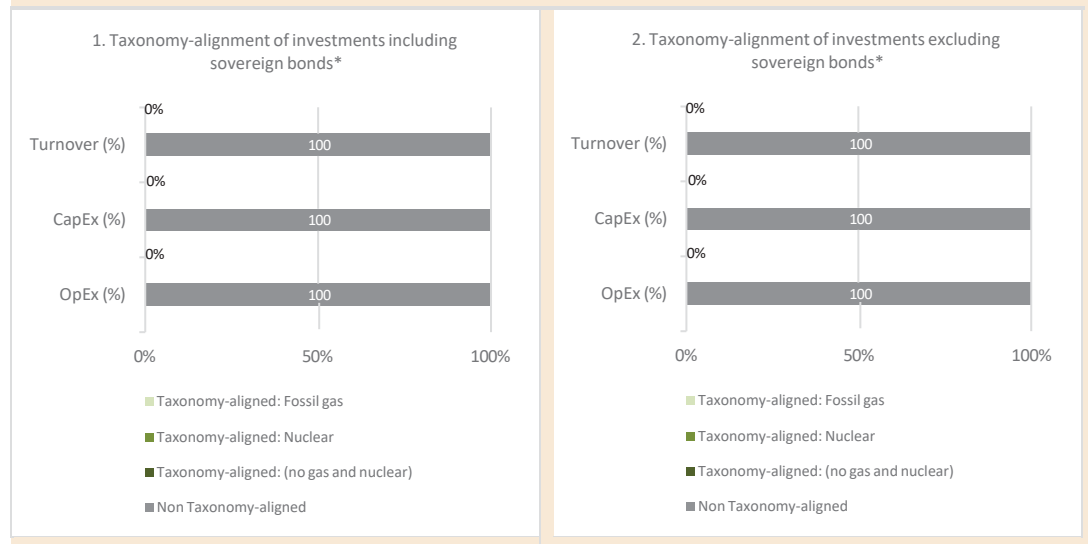 1. Taxonomy-alignment of investments including
sovereign bonds*
0%
Turnover (%)
100
0%
CapEx (%)
100
0%
OpEx (%)
100
0%
50%
100%
Taxonomy-aligned: Fossil gas
Taxonomy-aligned: Nuclear
Taxonomy-aligned: (no gas and nuclear)
Non Taxonomy-aligned
2. Taxonomy-alignment of investments excluding
sovereign bonds*
0%
Turnover (%)
100
0%
CapEx (%)
100
0%
OpEx (%)
100
0%
50%
100%
Taxonomy-aligned: Fossil gas
Taxonomy-aligned: Nuclear
Taxonomy-aligned: (no gas and nuclear)
Non Taxonomy-aligned